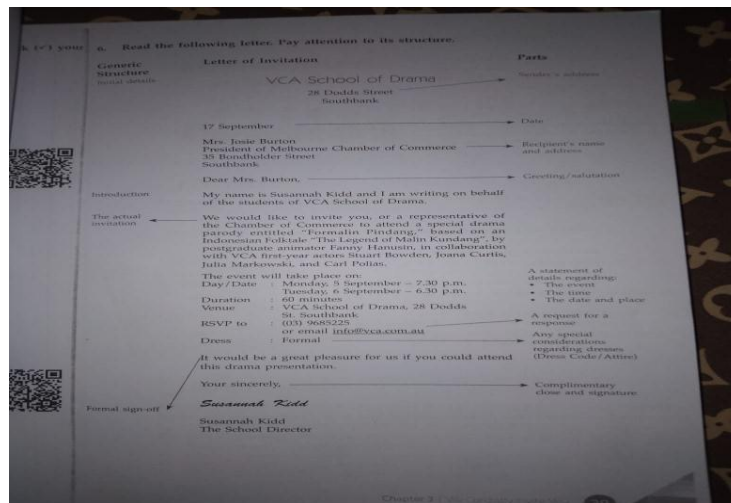 k (✓) your
n. Read the following letter. Pay attention to its structure.
Generic Structure
Letter of Invitation
Parts
Initial details
VCA School of Drama
28 Dodds Street
Southbank
Sender's address
17 September
Date
Mrs. Josie Burton
President of Melbourne Chamber of Commerce
35 Bundholder Street
Southbank
Recipient's name
and address
Dear Mrs. Burton,
Greeting/salutation
Introduction
My name is Susannah Kidd and I am writing on behalf
of the students of VCA School of Drama.
The actual
invitation
We would like to invite you, or a representative of
the Chamber of Commerce to attend a special drama
parody entitled "Formalin Pindang," based on an
Indonesian Folktale "The Legend of Malin Kundang", by
postgraduate animator Fanny Hanusin, in collaboration
with VCA first-year actors Stuart Bowden, Joana Curtis,
Julia Markowski, and Carl Polias.
The event will take place on:
Day/Date : Monday, 5 September – 7.30 p.m.
Tuesday, 6 September – 6.30 p.m.
Duration : 60 minutes
Venue : VCA School of Drama, 28 Dodds
St. Southbank
RSVP to : (03) 9685225
or email info@vca.com.au
Dress : Formal
A statement of
details regarding:
• The event
• The time
• The date and place
A request for a
response
Any special
considerations
regarding dresses
(Dress Code/Attire)
It would be a great pleasure for us if you could attend
this drama presentation.
Your sincerely,
Complimentary
close and signature
Formal sign-off
Susannah Kidd
Susannah Kidd
The School Director
Chapter